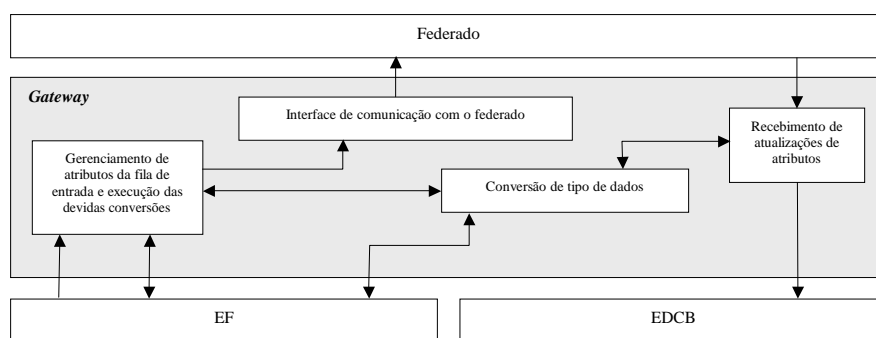 Federado
Gateway
Interface de comunicação com o federado
Recebimento de
atualizações de
atributos
Gerenciamento de
atributos da fila de
entrada e execução das
devidas conversões
Conversão de tipo de dados
EF
EDCB